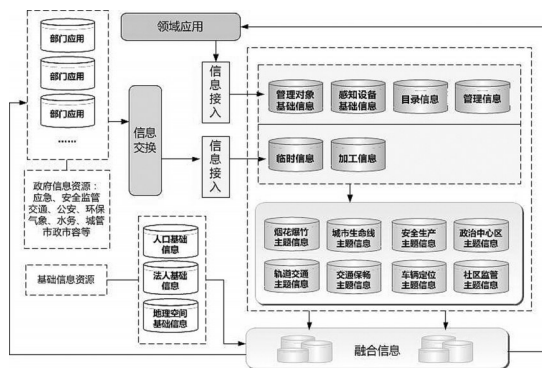 部门应用
部门应用
部门应用
……
政府信息资源：
应急、安全监管
交通、公安、环保
气象、水务、城管
市政市容等
基础信息资源
人口基础
信息
法人基础
信息
地理空间
基础信息
信息
交换
领域应用
信息接入
信息接入
管理对象
基础信息
感知设备
基础信息
目录信息
管理信息
临时信息
加工信息
烟花爆竹
主题信息
城市生命线
主题信息
安全生产
主题信息
政治中心区
主题信息
轨道交通
主题信息
交通保畅
主题信息
车辆定位
主题信息
社区监管
主题信息
融合信息